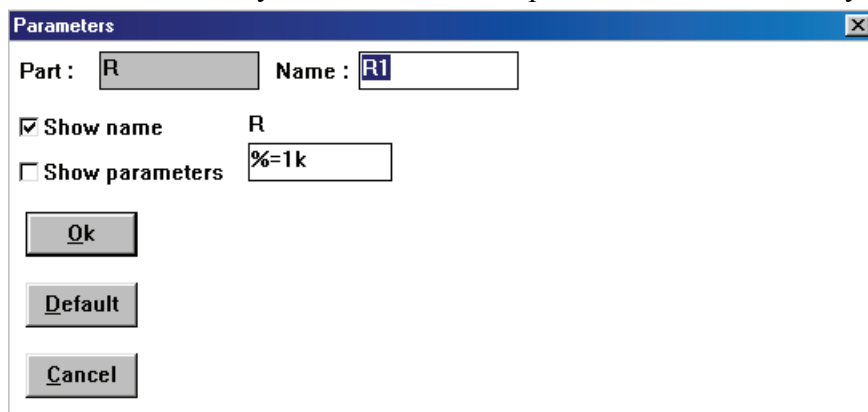 Parameters
Part : R Name : R1
Show name R
Show parameters %=1k
Ok
Default
Cancel